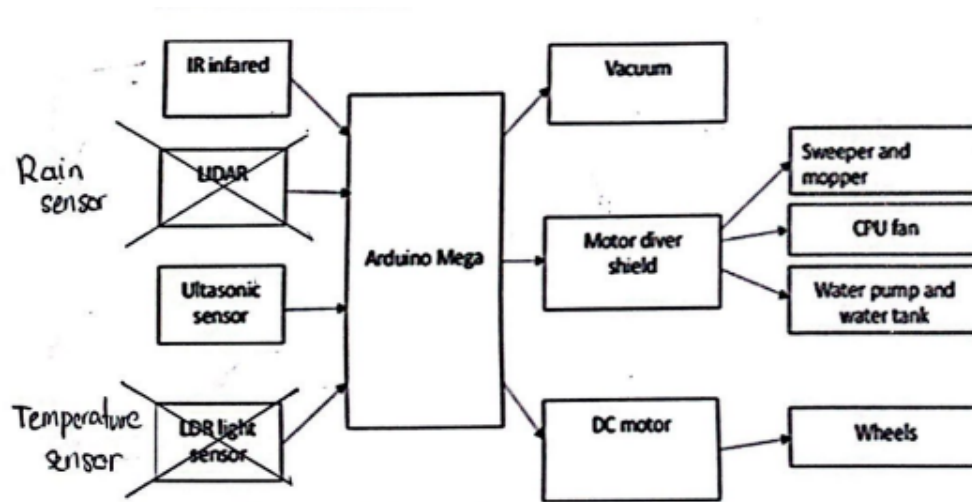 IR infared
Vacuum
Rain
sensor
LIDAR
Sweeper and
mopper
Arduino Mega
Motor diver
shield
CPU fan
Ultasonic
sensor
Water pump and
water tank
Temperature
sensor
LDR light
sensor
DC motor
Wheels